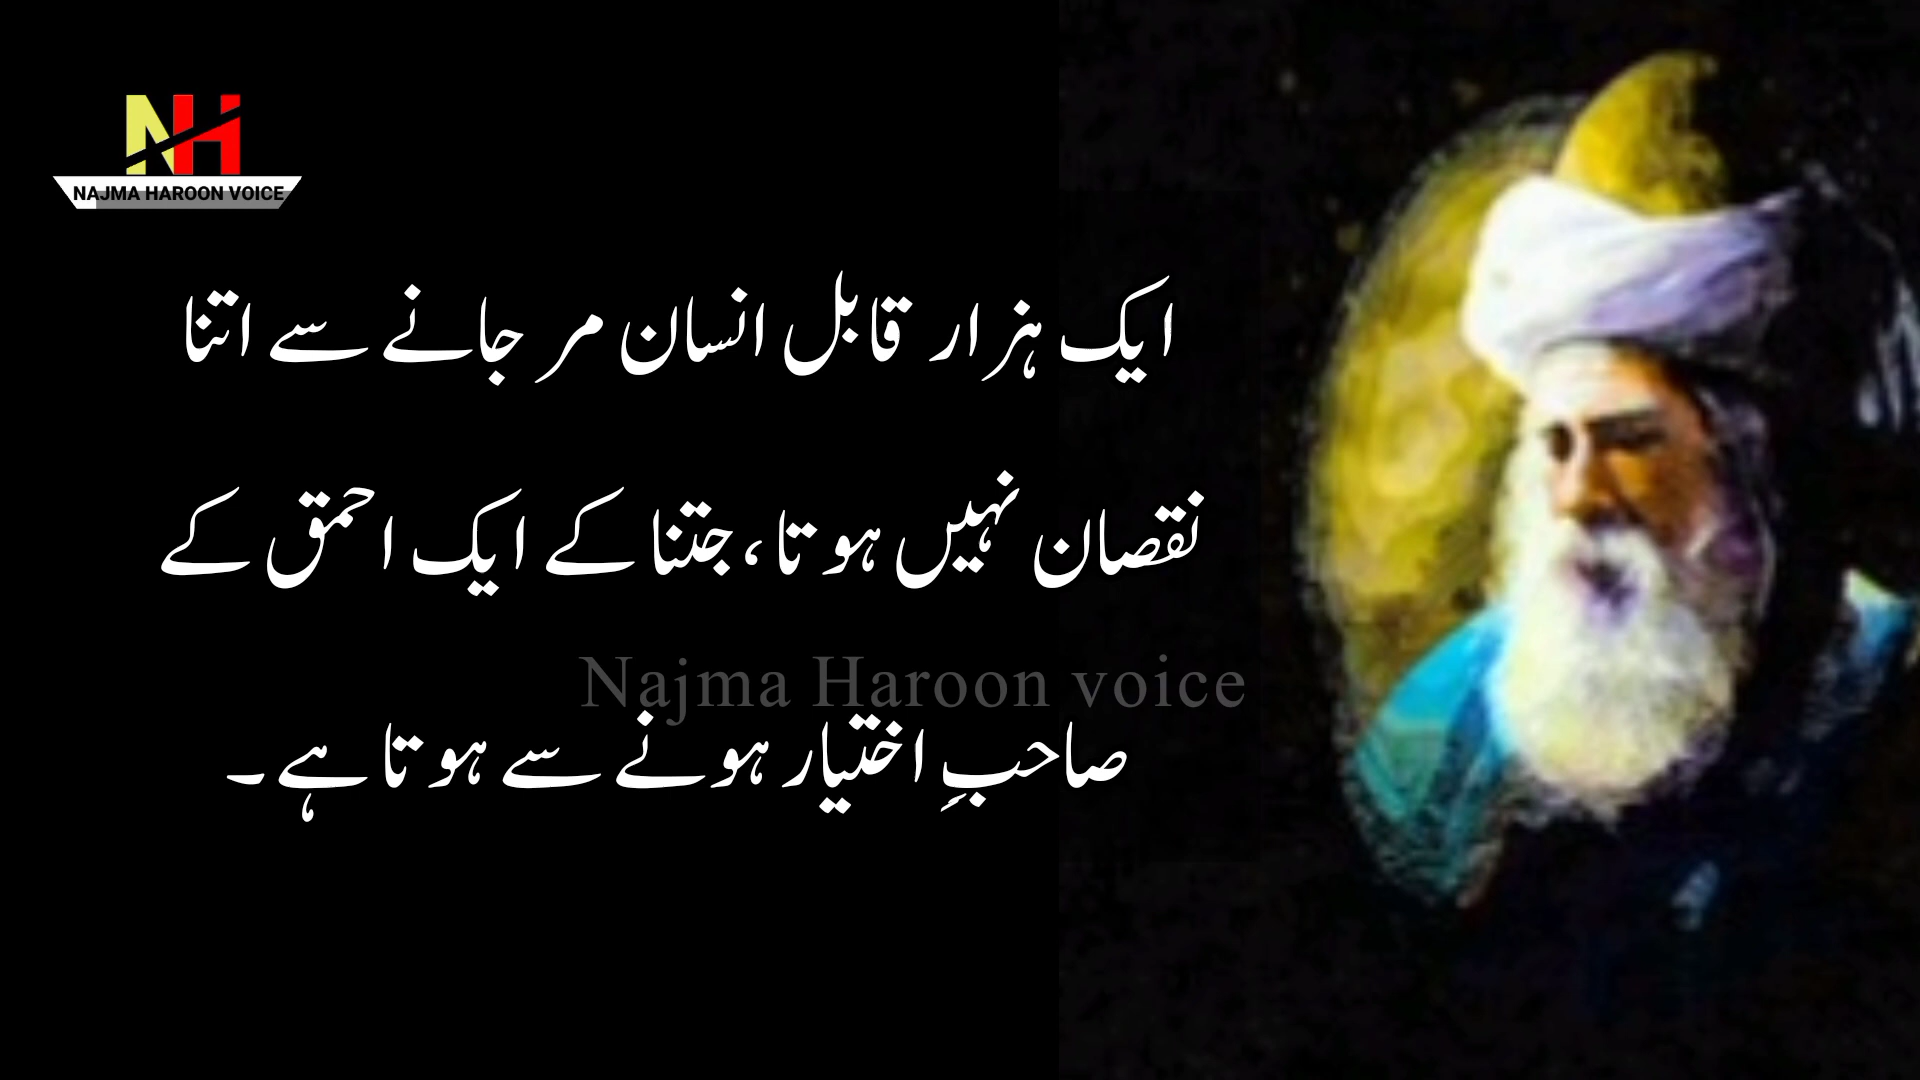 NH
NAJMA HAROON VOICE
ایک ہزار قابل انسان مر جانے سے اتنا
نقصان نہیں ہوتا، جتنا کے ایک احمق کے
Najma Haroon voice
صاحبِ اختیار ہونے سے ہوتا ہے۔